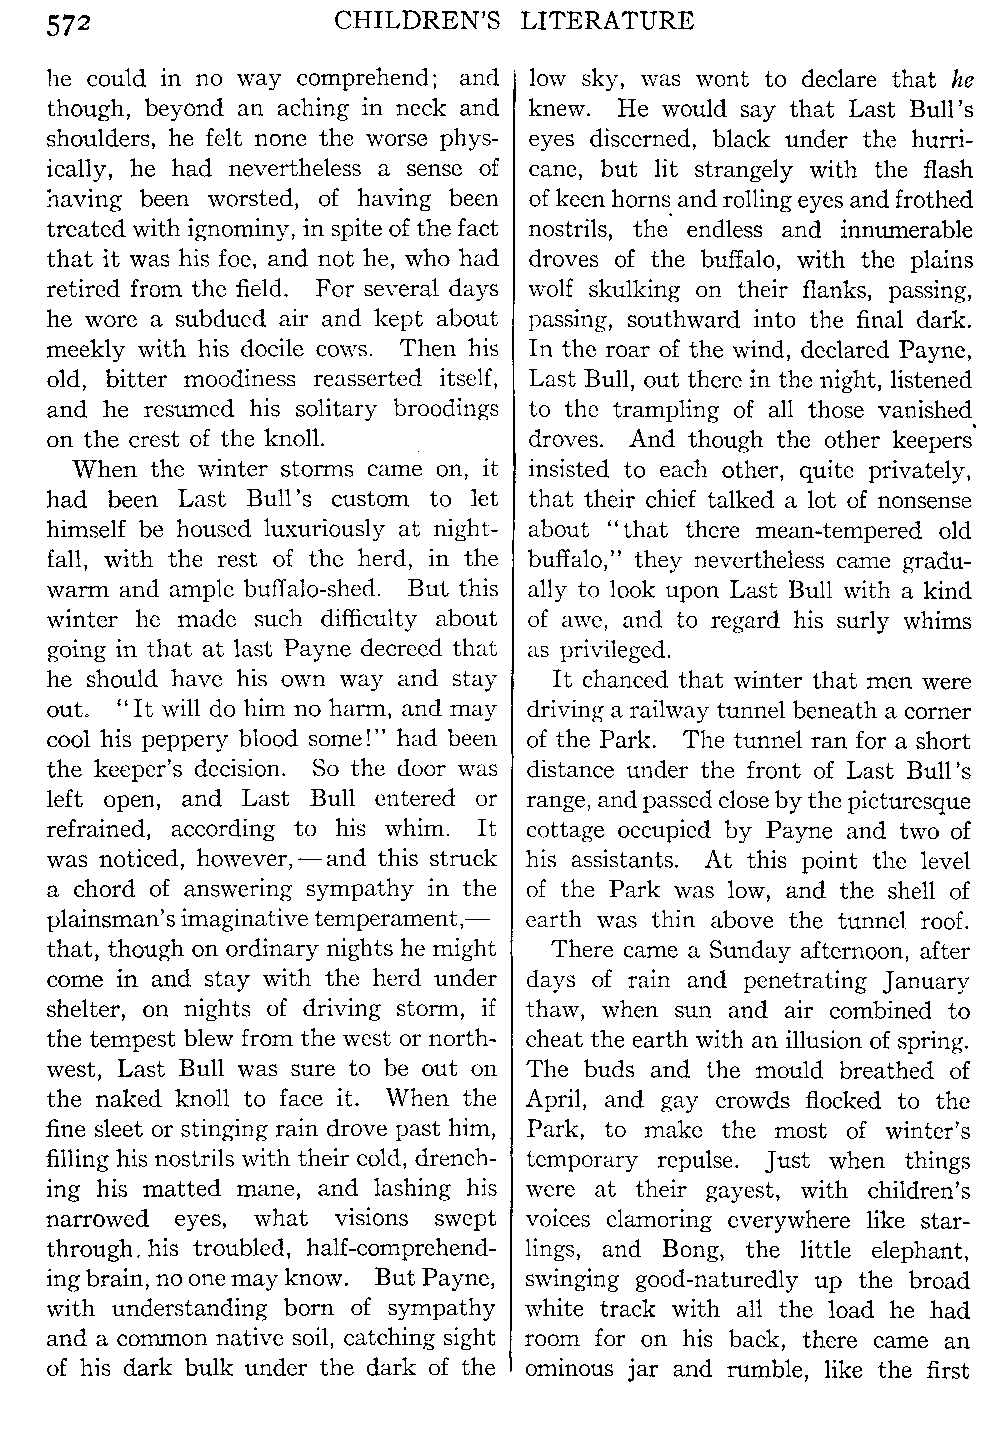 572
CHILDREN'S LITERATURE
he could in no way comprehend; and
though, beyond an aching in neck and
shoulders, he felt none the worse phys-
ically, he had nevertheless a sense of
having been worsted, of having been
treated with ignominy, in spite of the fact
that it was his foe, and not he, who had
retired from the field. For several days
he wore a subdued air and kept about
meekly with his docile cows. Then his
old, bitter moodiness reasserted itself,
and he resumed his solitary broodings
on the crest of the knoll.
When the winter storms came on, it
had been Last Bull's custom to let
himself be housed luxuriously at night-
fall, with the rest of the herd, in the
warm and ample buffalo-shed. But this
winter he made such difficulty about
going in that at last Payne decreed that
he should have his own way and stay
out. "It will do him no harm, and may
cool his peppery blood some!" had been
the keeper's decision. So the door was
left open, and Last Bull entered or
refrained, according to his whim. It
was noticed, however,—and this struck
a chord of answering sympathy in the
plainsman's imaginative temperament,—
that, though on ordinary nights he might
come in and stay with the herd under
shelter, on nights of driving storm, if
the tempest blew from the west or north-
west, Last Bull was sure to be out on
the naked knoll to face it. When the
fine sleet or stinging rain drove past him,
filling his nostrils with their cold, drench-
ing his matted mane, and lashing his
narrowed eyes, what visions swept
through his troubled, half-comprehend-
ing brain, no one may know. But Payne,
with understanding born of sympathy
and a common native soil, catching sight
of his dark bulk under the dark of the
low sky, was wont to declare that he
knew. He would say that Last Bull's
eyes discerned, black under the hurri-
cane, but lit strangely with the flash
of keen horns and rolling eyes and frothed
nostrils, the endless and innumerable
droves of the buffalo, with the plains
wolf skulking on their flanks, passing,
passing, southward into the final dark.
In the roar of the wind, declared Payne,
Last Bull, out there in the night, listened
to the trampling of all those vanished
droves. And though the other keepers
insisted to each other, quite privately,
that their chief talked a lot of nonsense
about "that there mean-tempered old
buffalo," they nevertheless came gradu-
ally to look upon Last Bull with a kind
of awe, and to regard his surly whims
as privileged.
It chanced that winter that men were
driving a railway tunnel beneath a corner
of the Park. The tunnel ran for a short
distance under the front of Last Bull's
range, and passed close by the picturesque
cottage occupied by Payne and two of
his assistants. At this point the level
of the Park was low, and the shell of
earth was thin above the tunnel roof.
There came a Sunday afternoon, after
days of rain and penetrating January
thaw, when sun and air combined to
cheat the earth with an illusion of spring.
The buds and the mould breathed of
April, and gay crowds flocked to the
Park, to make the most of winter's
temporary repulse. Just when things
were at their gayest, with children's
voices clamoring everywhere like star-
lings, and Bong, the little elephant,
swinging good-naturedly up the broad
white track with all the load he had
room for on his back, there came an
ominous jar and rumble, like the first